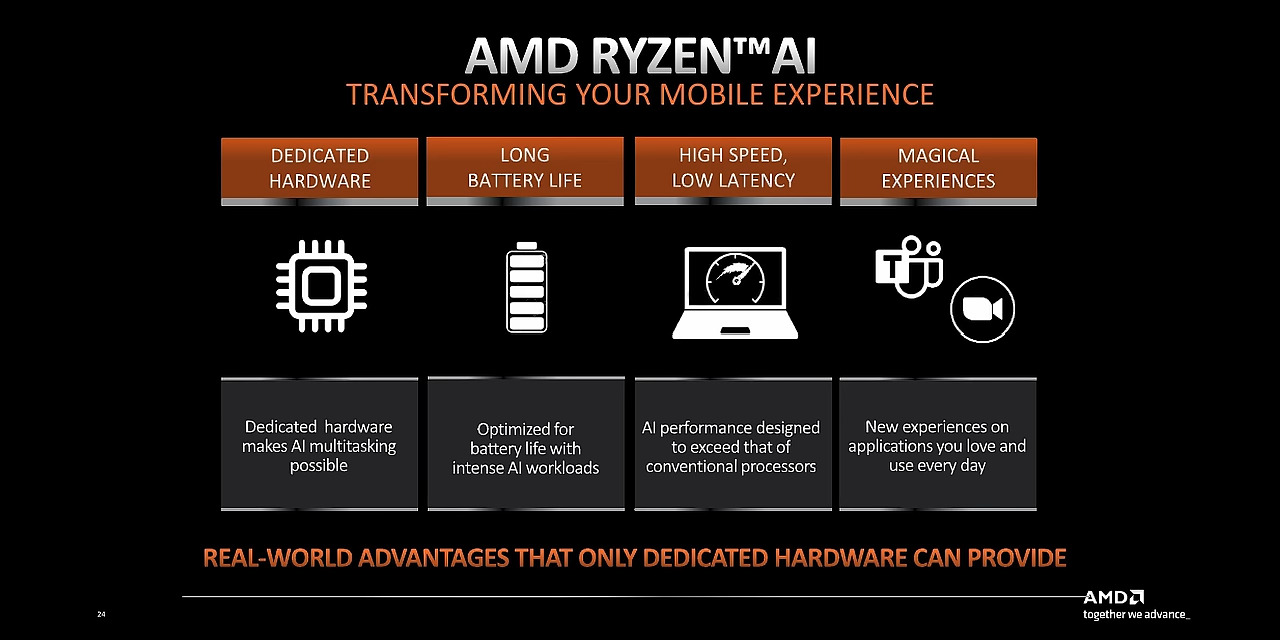 AMD RYZEN™AI
TRANSFORMING YOUR MOBILE EXPERIENCE
DEDICATED
HARDWARE
LONG
BATTERY LIFE
HIGH SPEED,
LOW LATENCY
MAGICAL
EXPERIENCES
T
Dedicated hardware
makes AI multitasking
possible
Optimized for
battery life with
intense AI workloads
AI performance designed
to exceed that of
conventional processors
New experiences on
applications you love and
use every day
REAL-WORLD ADVANTAGES THAT ONLY DEDICATED HARDWARE CAN PROVIDE
24
AMD
together we advance_